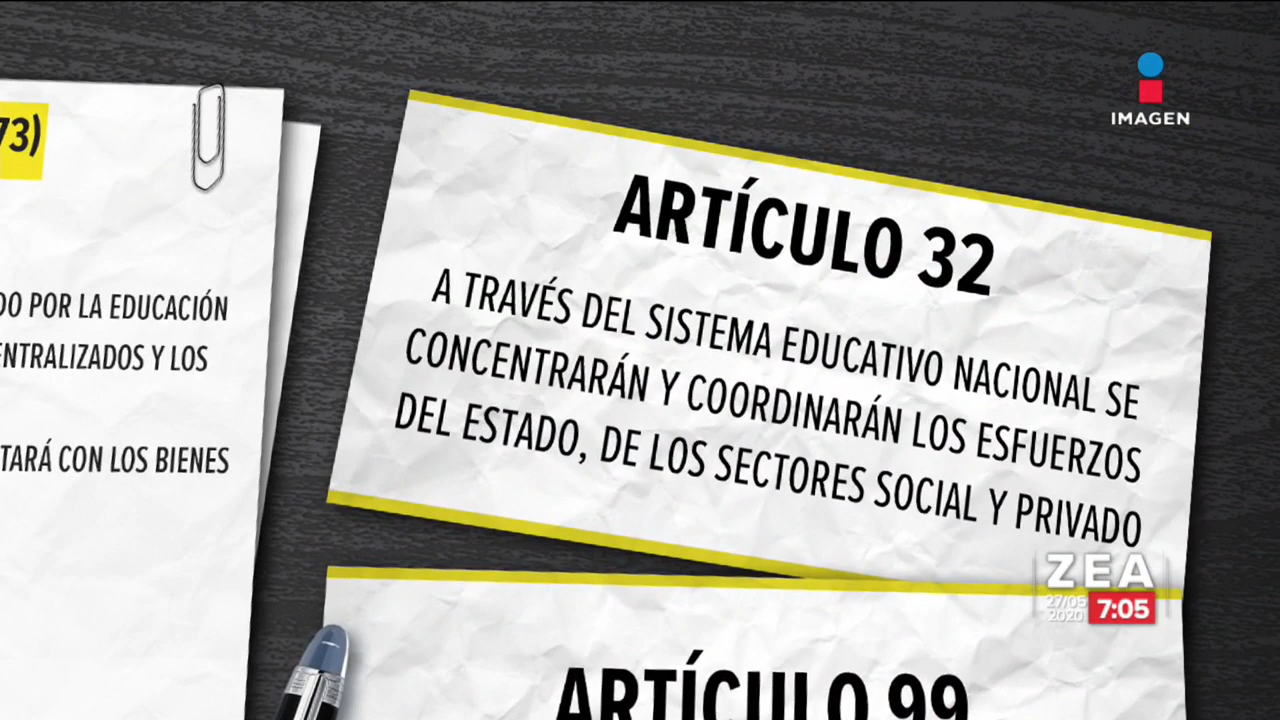 73)
DO POR LA EDUCACIÓN
ENTRALIZADOS Y LOS
TARÁ CON LOS BIENES
IMAGEN
ARTÍCULO 32
A TRAVÉS DEL SISTEMA EDUCATIVO NACIONAL SE
CONCENTRARÁN Y COORDINARÁN LOS ESFUERZOS
DEL ESTADO, DE LOS SECTORES SOCIAL Y PRIVADO
ARTÍCULO 99
ZEA
27/05
2020
7:05